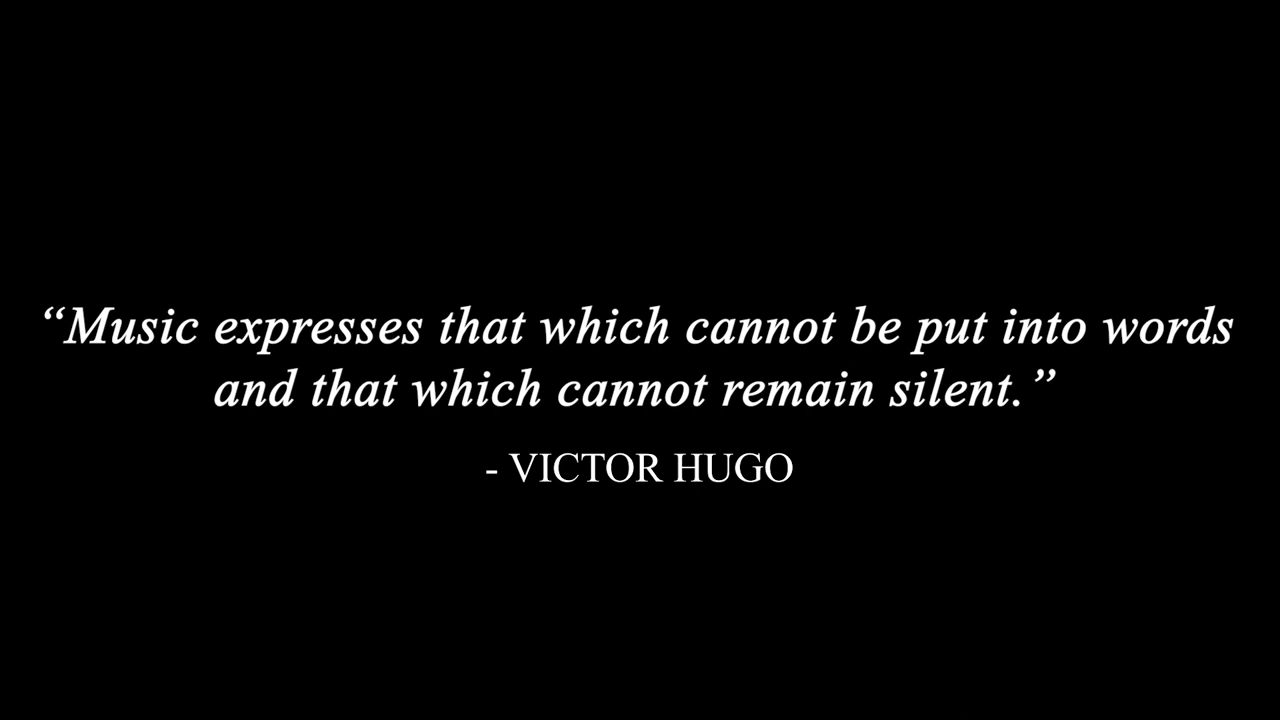 “Music expresses that which cannot be put into words
and that which cannot remain silent.”
- VICTOR HUGO